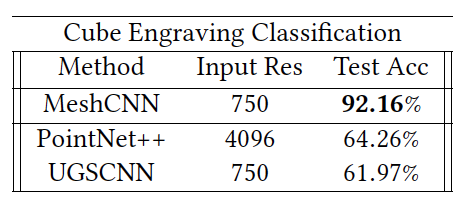 Cube Engraving Classification
Method Input Res Test Acc
MeshCNN 750 92.16%
PointNet++ 4096 64.26%
UGSCNN 750 61.97%